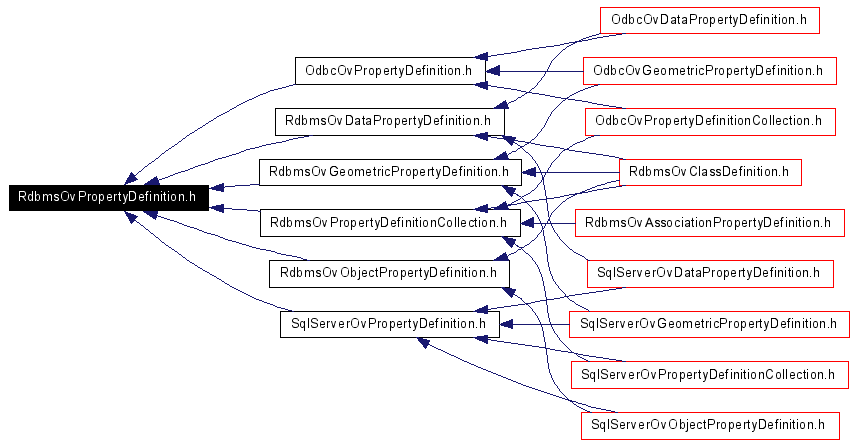 RdbmsOvPropertyDefinition.h
OdbcOvPropertyDefinition.h
RdbmsOvDataPropertyDefinition.h
RdbmsOvGeometricPropertyDefinition.h
RdbmsOvPropertyDefinitionCollection.h
RdbmsOvObjectPropertyDefinition.h
SqlServerOvPropertyDefinition.h
OdbcOvDataPropertyDefinition.h
OdbcOvGeometricPropertyDefinition.h
OdbcOvPropertyDefinitionCollection.h
RdbmsOvClassDefinition.h
RdbmsOvAssociationPropertyDefinition.h
SqlServerOvDataPropertyDefinition.h
SqlServerOvGeometricPropertyDefinition.h
SqlServerOvPropertyDefinitionCollection.h
SqlServerOvObjectPropertyDefinition.h